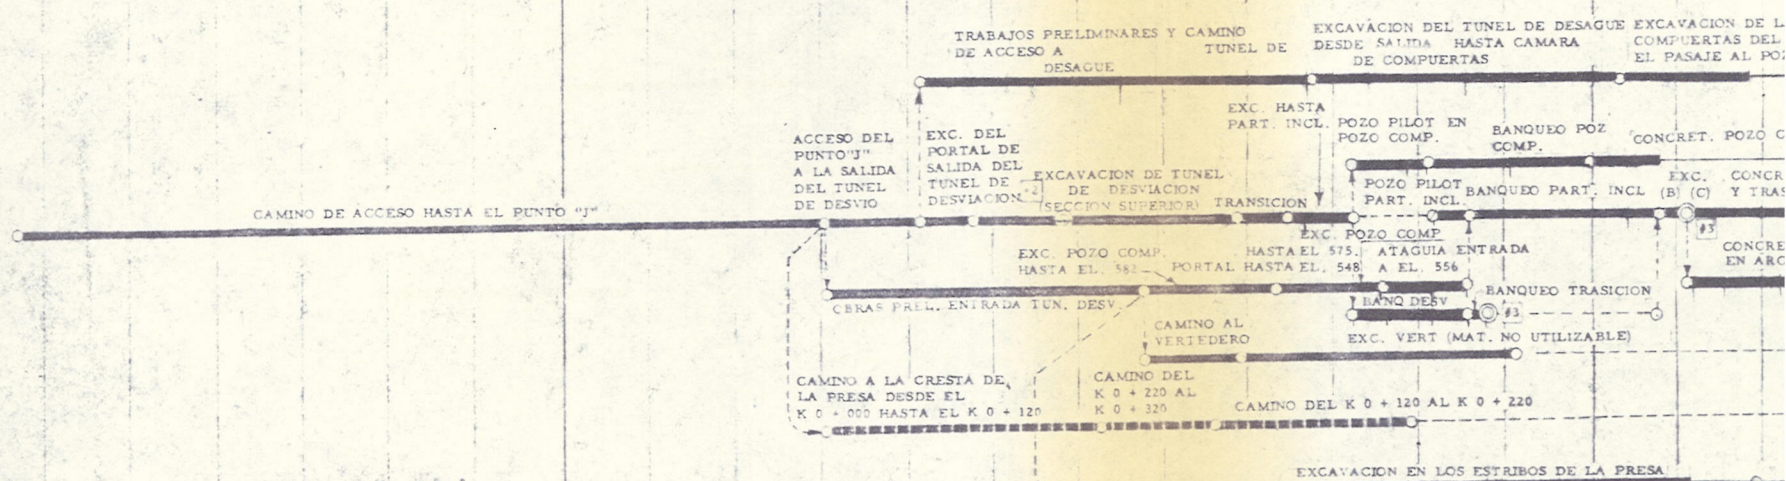 TRABAJOS PRELIMINARES Y CAMINO
DE ACCESO A TUNEL DE
DESAGUE
EXCAVACION DEL TUNEL DE DESAGUE
DESDE SALIDA HASTA CAMARA
DE COMPUERTAS
EXCAVACION DE L
COMPUERTAS DEL
EL PASAJE AL POZ
EXC. HASTA
PART. INCL.
POZO PILOT EN
POZO COMP.
BANQUEO POZ
COMP.
CONCRET. POZO C
ACCESO DEL
PUNTO "J"
A LA SALIDA
DEL TUNEL
DE DESVIO
EXC. DEL
PORTAL DE
SALIDA DEL
TUNEL DE
DESVIACION
EXCAVACION DE TUNEL
DE DESVIACION
(SECCION SUPERIOR)
TRANSICION
POZO PILOT
PART. INCL.
BANQUEO PART. INCL
EXC.
(B) (C)
CONCR
Y TRAS
CAMINO DE ACCESO HASTA EL PUNTO "J"
#3
EXC. POZO COMP
EXC. POZO COMP.
HASTA EL. 582
HASTA EL 575.
PORTAL HASTA EL. 548
ATAGUIA ENTRADA
A EL. 556
CONCRE
EN ARC
OBRAS PREL. ENTRADA TUN. DESV.
BANQ DESV
BANQUEO TRASICION
#3
CAMINO AL
VERTEDERO
EXC. VERT (MAT. NO UTILIZABLE)
CAMINO A LA CRESTA DE
LA PRESA DESDE EL
K 0 + 000 HASTA EL K 0 + 120
CAMINO DEL
K 0 + 220 AL
K 0 + 320
CAMINO DEL K 0 + 120 AL K 0 + 220
EXCAVACION EN LOS ESTRIBOS DE LA PRESA